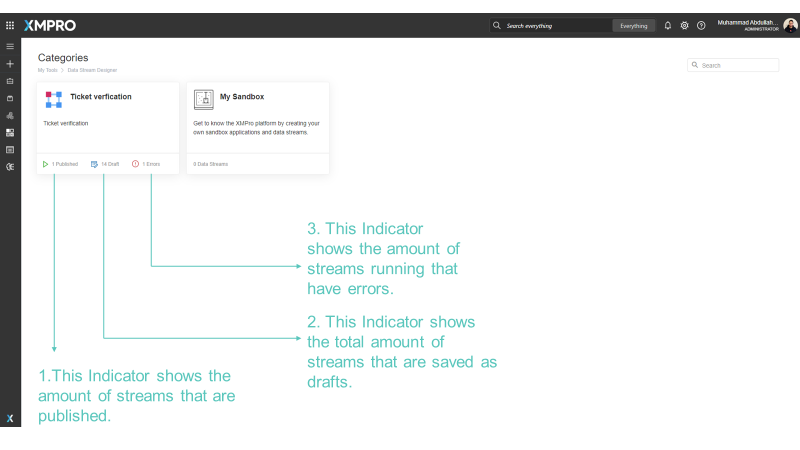 XMPRO
Search everything
Everything
Muhammad Abdullah...
ADMINISTRATOR
Categories
My Tools > Data Stream Designer
Search
Ticket verfication
Ticket verification
1 Published
14 Draft
1 Errors
My Sandbox
Get to know the XMPro platform by creating your
own sandbox applications and data streams.
0 Data Streams
3. This Indicator
shows the amount of
streams running that
have errors.
2. This Indicator shows
the total amount of
streams that are saved as
drafts.
1.This Indicator shows the
amount of streams that are
published.